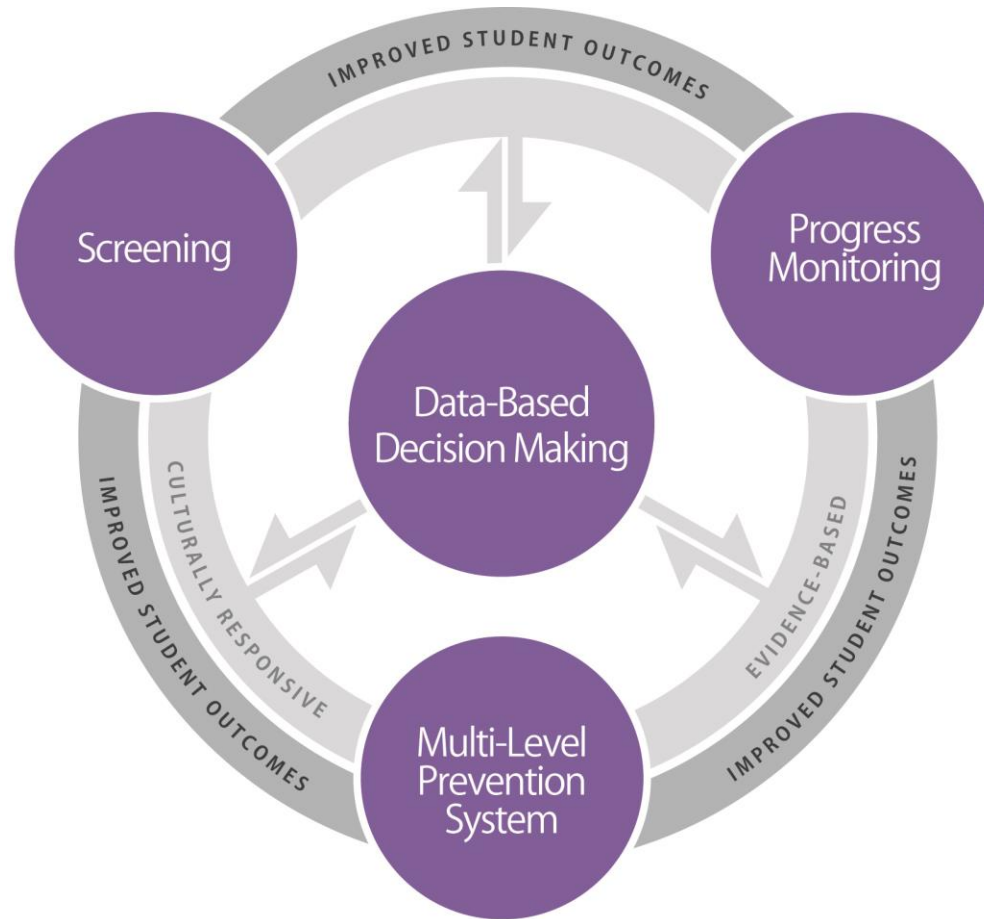 IMPROVED STUDENT OUTCOMES
Screening
Progress
Monitoring
Data-Based
Decision Making
CULTURALLY RESPONSIVE
EVIDENCE-BASED
IMPROVED STUDENT OUTCOMES
IMPROVED STUDENT OUTCOMES
Multi-Level
Prevention
System